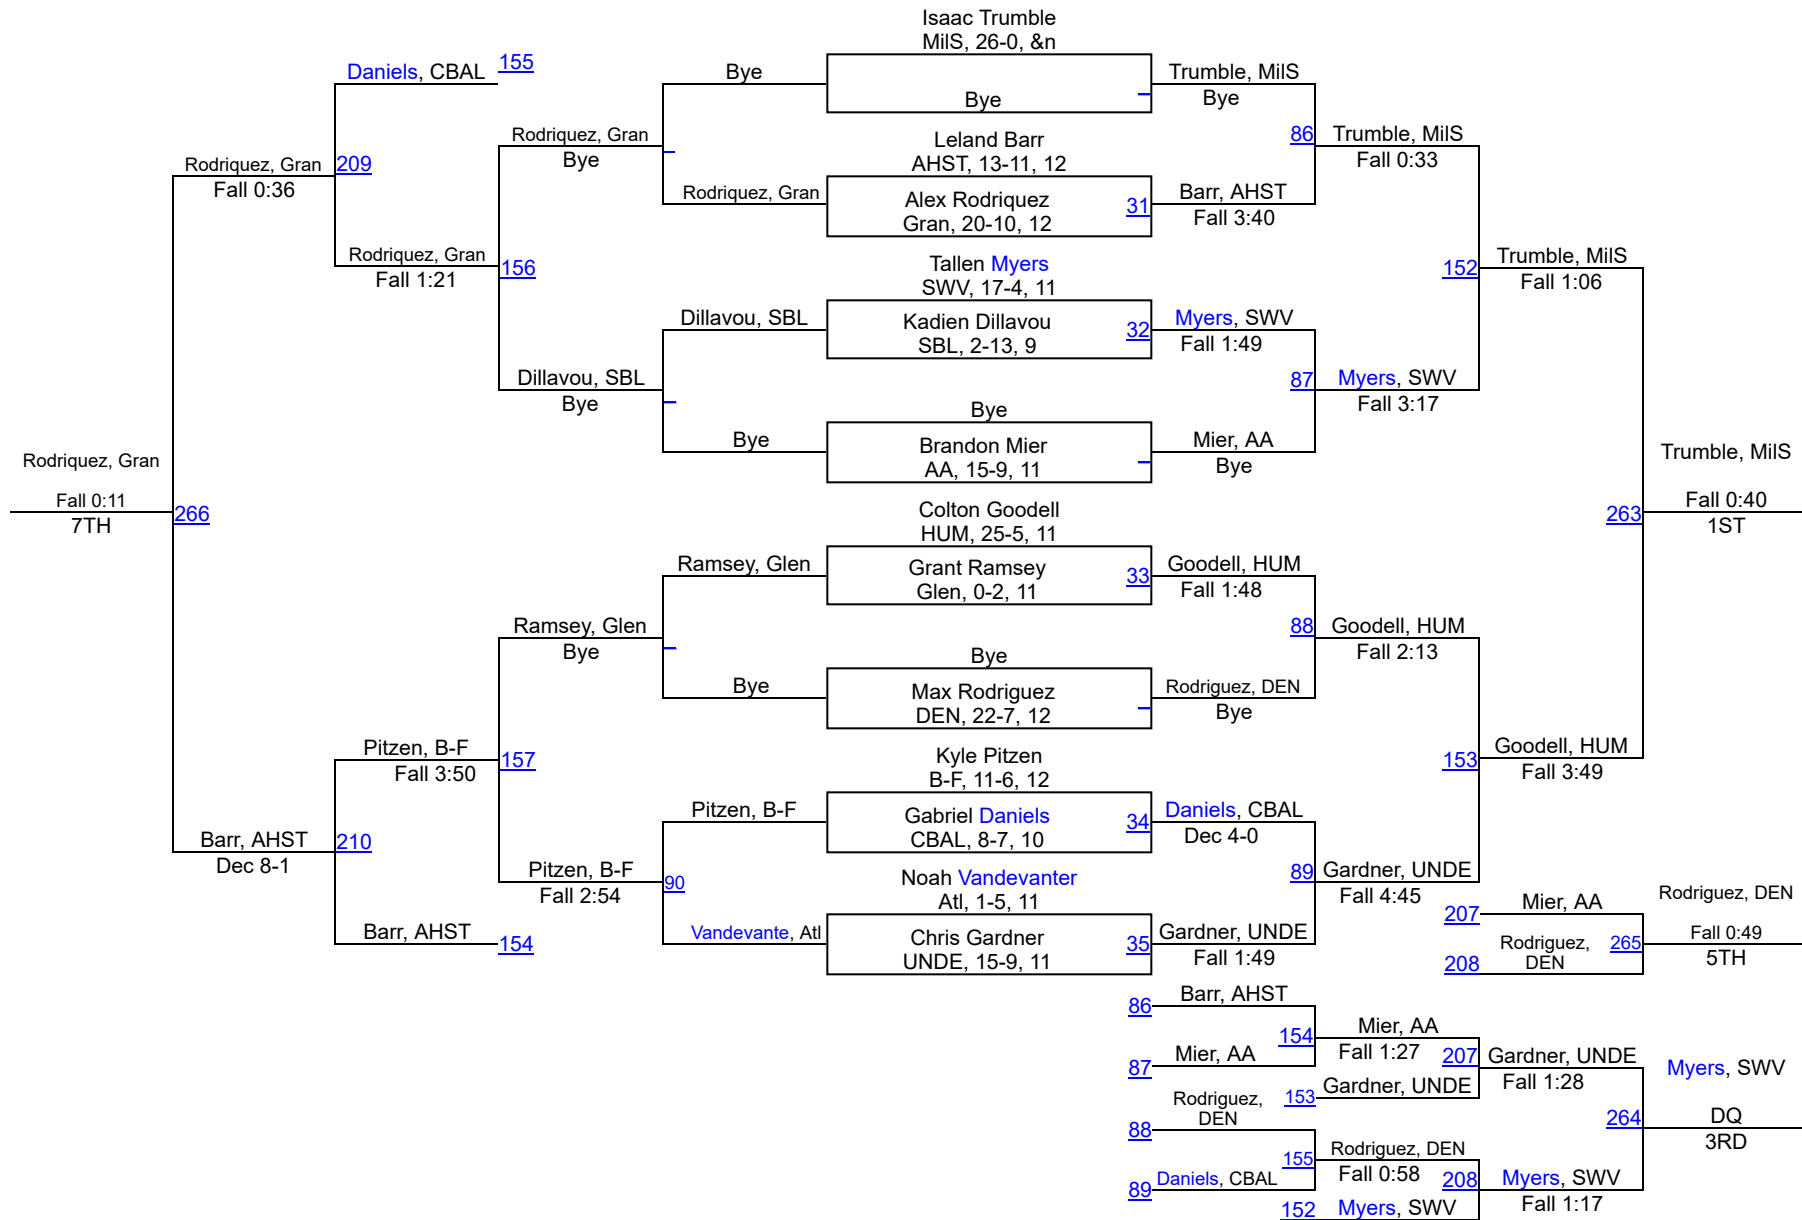 Isaac Trumble
MilS, 26-0, &n
Daniels, CBAL
155
Bye
Bye
Trumble, MilS
Bye
Rodriquez, Gran
Bye
Leland Barr
AHST, 13-11, 12
86
Trumble, MilS
Fall 0:33
Rodriquez, Gran
Fall 0:36
209
Rodriquez, Gran
Alex Rodriquez
Gran, 20-10, 12
31
Barr, AHST
Fall 3:40
Rodriquez, Gran
Fall 1:21
156
Tallen Myers
SWV, 17-4, 11
152
Trumble, MilS
Fall 1:06
Dillavou, SBL
Kadien Dillavou
SBL, 2-13, 9
32
Myers, SWV
Fall 1:49
Dillavou, SBL
Bye
87
Myers, SWV
Fall 3:17
Bye
Bye
Brandon Mier
AA, 15-9, 11
Mier, AA
Bye
Rodriquez, Gran
Fall 0:11
7TH
266
Trumble, MilS
Fall 0:40
1ST
263
Colton Goodell
HUM, 25-5, 11
Ramsey, Glen
Grant Ramsey
Glen, 0-2, 11
33
Goodell, HUM
Fall 1:48
Ramsey, Glen
Bye
88
Goodell, HUM
Fall 2:13
Bye
Bye
Max Rodriguez
DEN, 22-7, 12
Rodriguez, DEN
Bye
Pitzen, B-F
Fall 3:50
157
Kyle Pitzen
B-F, 11-6, 12
153
Goodell, HUM
Fall 3:49
Pitzen, B-F
Gabriel Daniels
CBAL, 8-7, 10
34
Daniels, CBAL
Dec 4-0
Barr, AHST
Dec 8-1
210
Pitzen, B-F
Fall 2:54
90
Noah Vandevanter
Atl, 1-5, 11
89
Gardner, UNDE
Fall 4:45
Barr, AHST
154
Vandevante, Atl
Chris Gardner
UNDE, 15-9, 11
35
Gardner, UNDE
Fall 1:49
207
Mier, AA
Rodriguez, DEN
208
Rodriguez,
DEN
265
Fall 0:49
5TH
86
Barr, AHST
154
Mier, AA
Fall 1:27
87
Mier, AA
207
Gardner, UNDE
Fall 1:28
153
Gardner, UNDE
Myers, SWV
88
Rodriguez,
DEN
264
DQ
3RD
155
Rodriguez, DEN
Fall 0:58
89
Daniels, CBAL
208
Myers, SWV
Fall 1:17
152
Myers, SWV